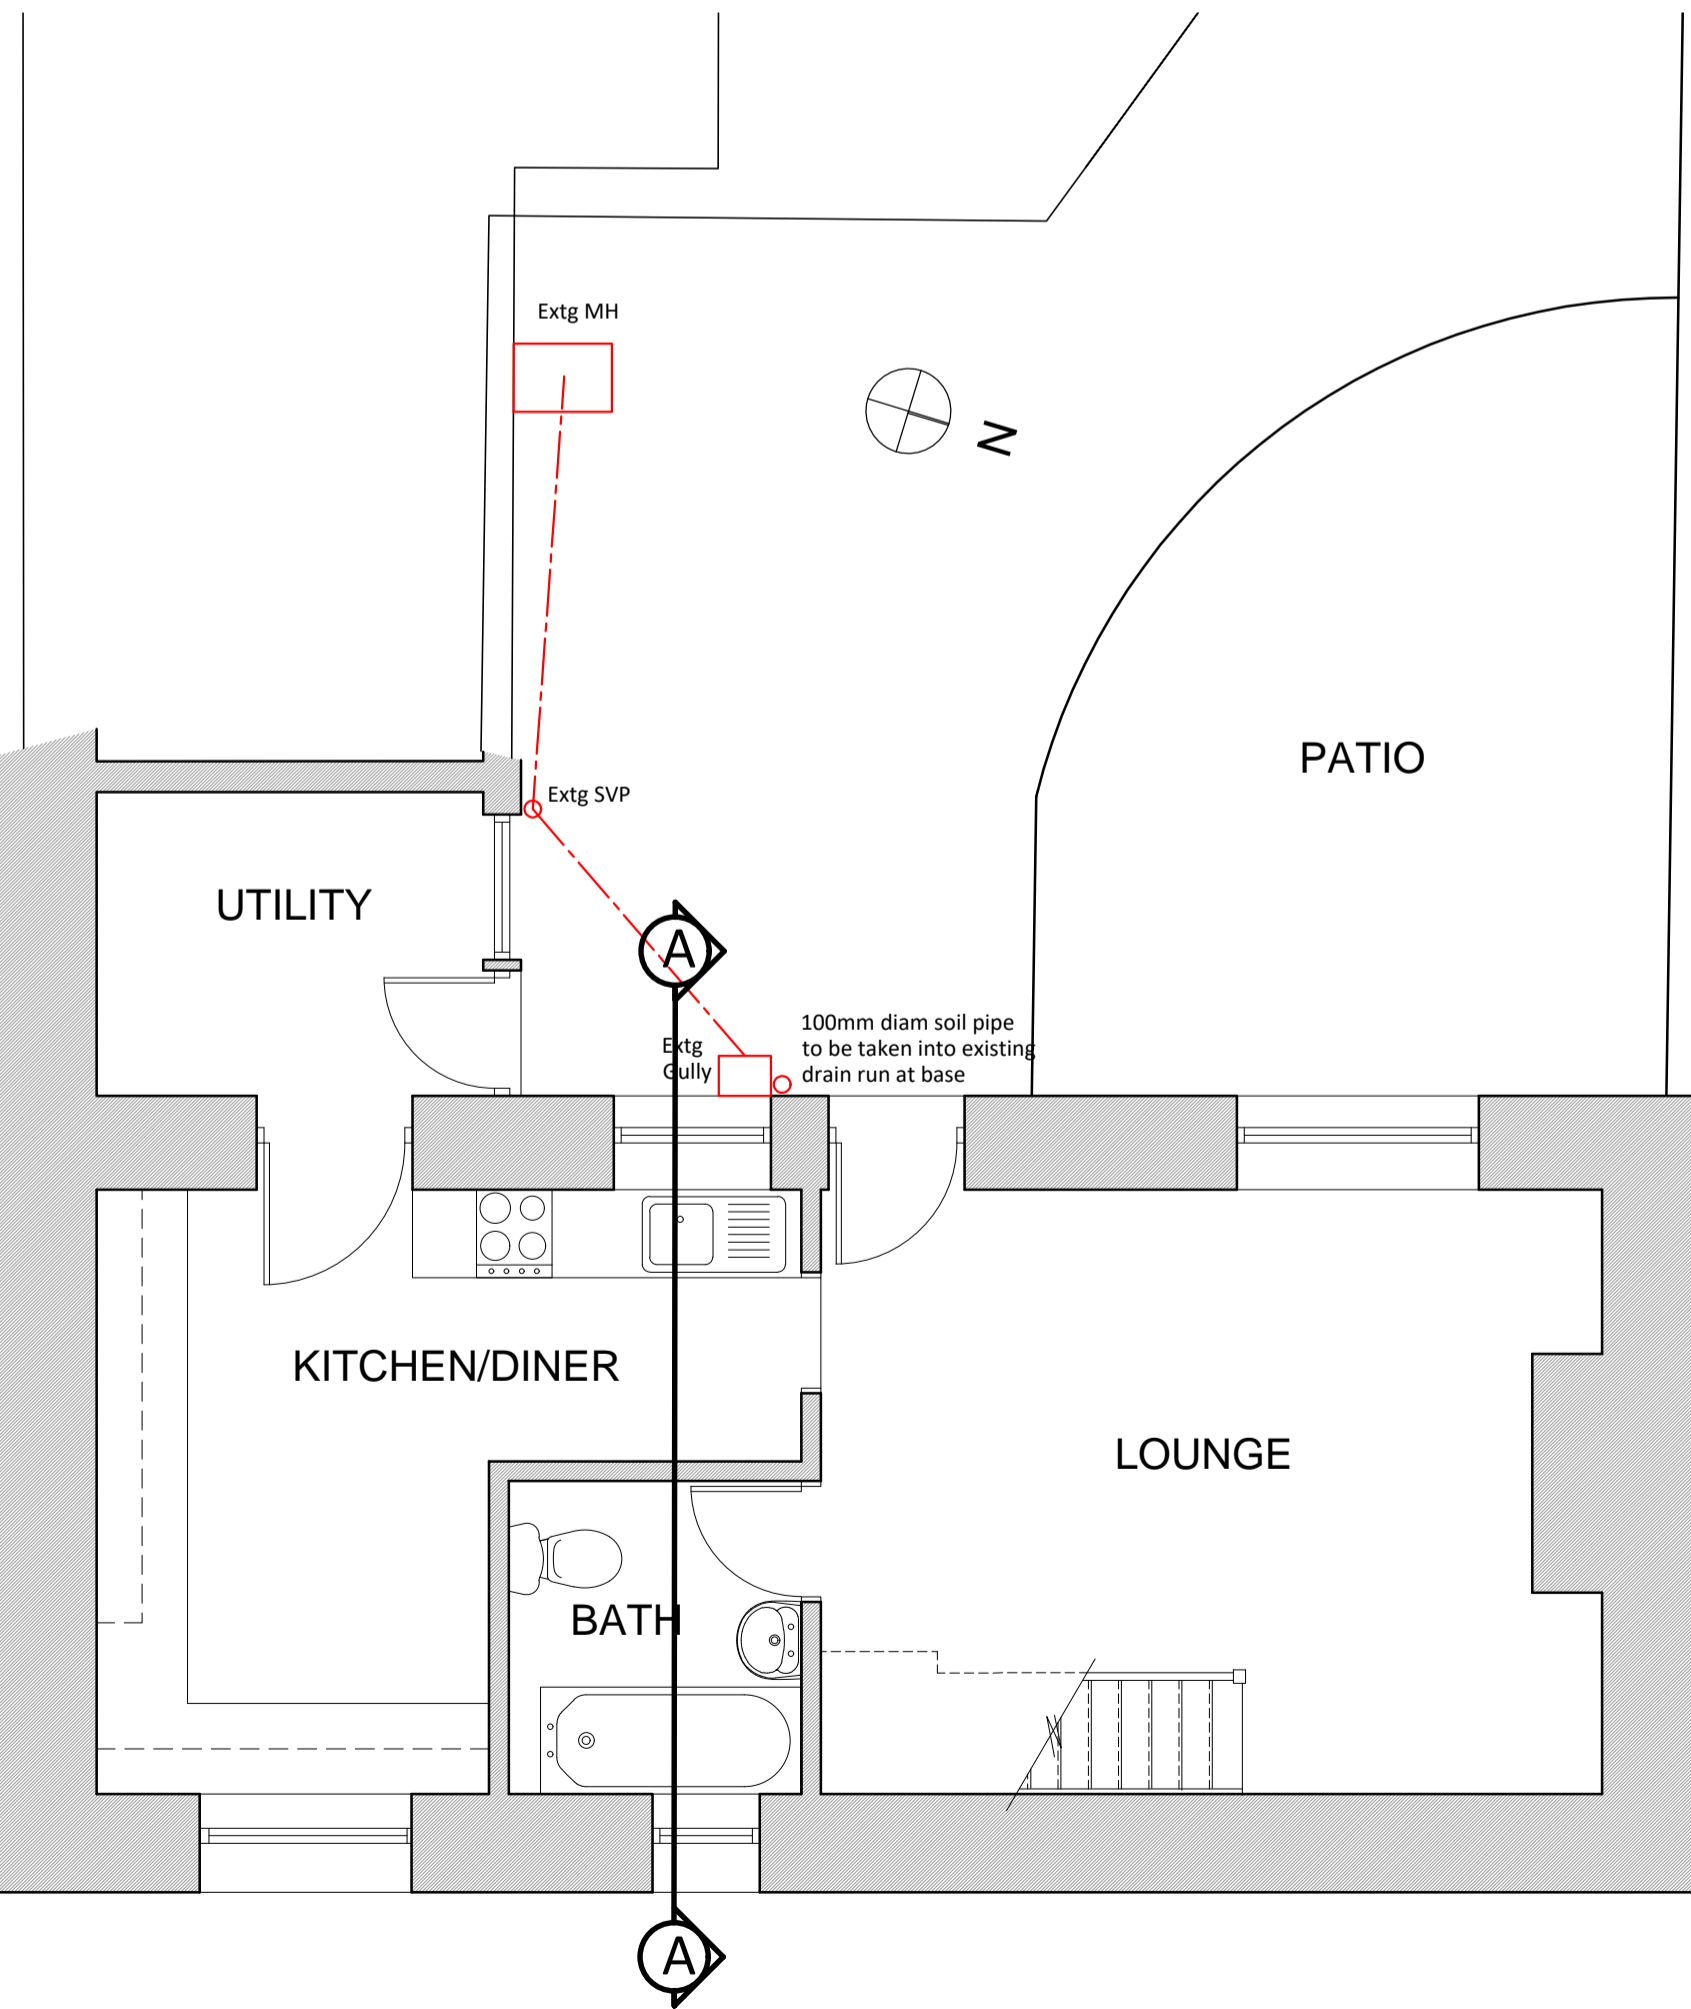 Extg MH
N
PATIO
Extg SVP
UTILITY
A
100mm diam soil pipe
to be taken into existing
drain run at base
Extg
Gully
KITCHEN/DINER
LOUNGE
BATH
A